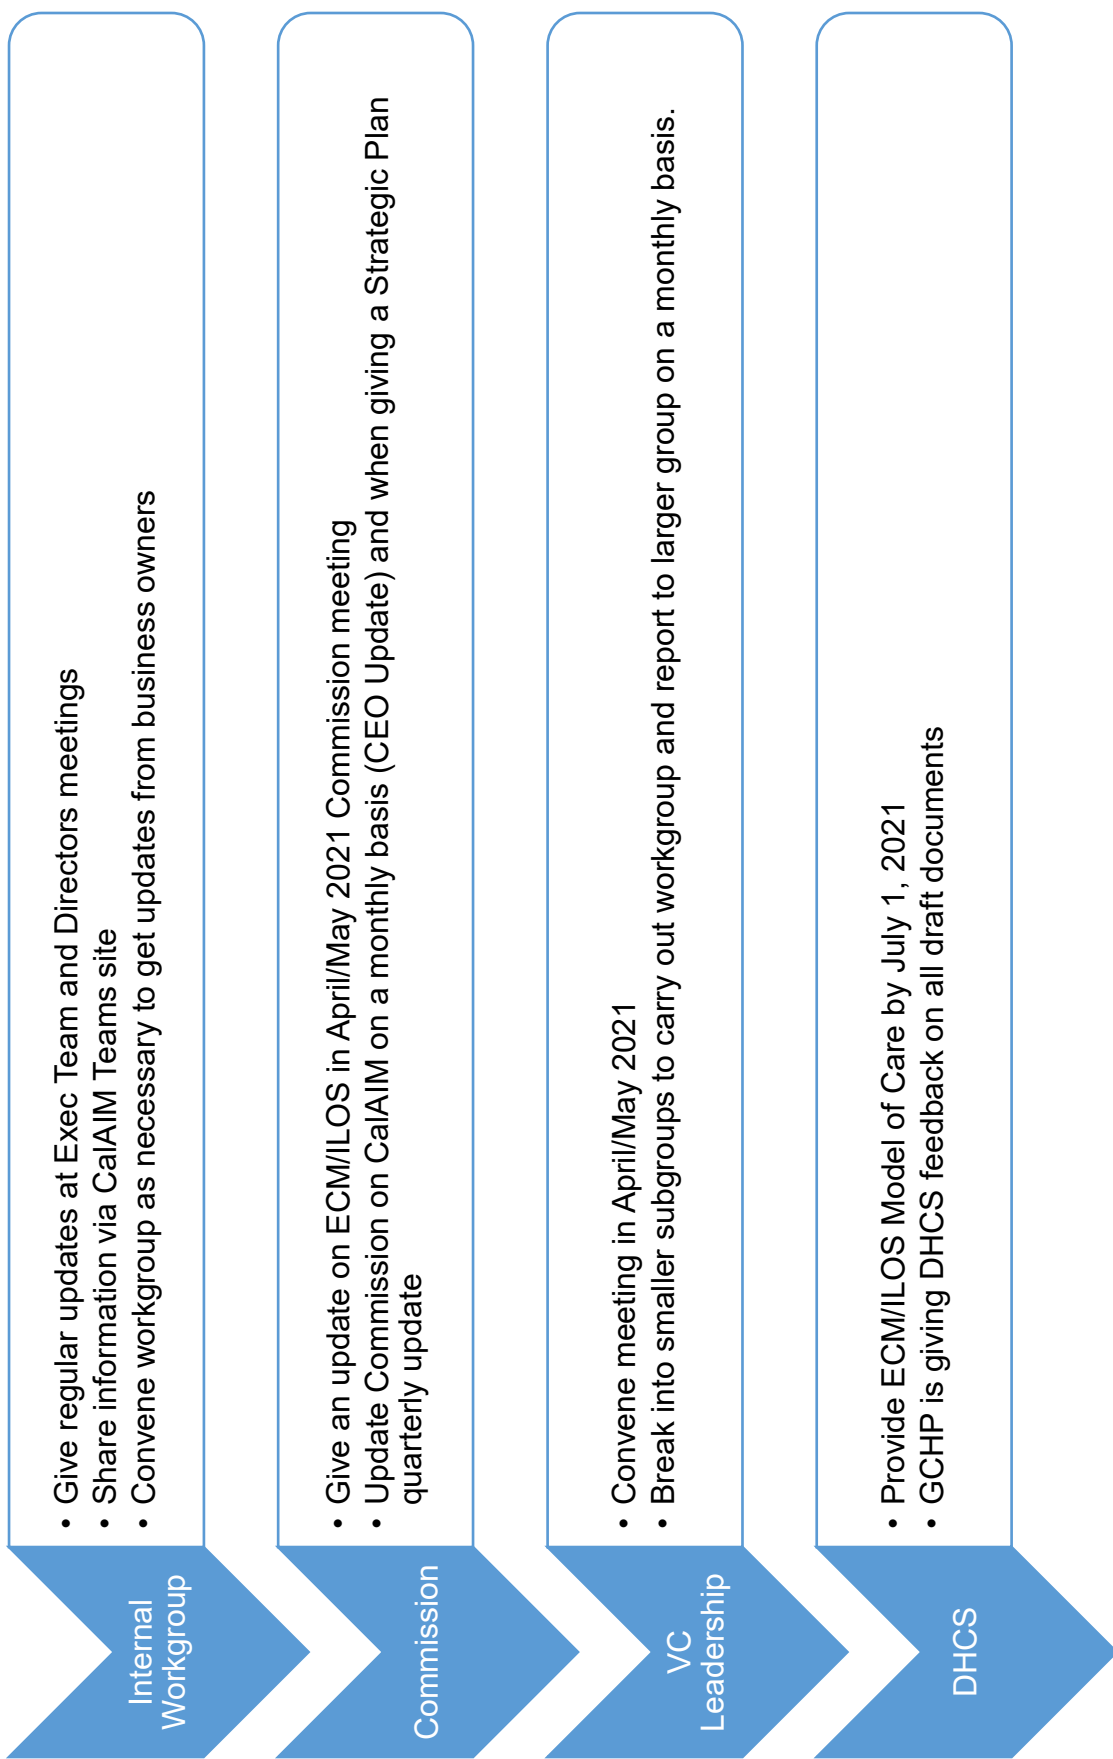 Internal
Workgroup
• Give regular updates at Exec Team and Directors meetings
• Share information via CalAIM Teams site
• Convene workgroup as necessary to get updates from business owners
Commission
• Give an update on ECM/ILOS in April/May 2021 Commission meeting
• Update Commission on CalAIM on a monthly basis (CEO Update) and when giving a Strategic Plan
quarterly update
VC
Leadership
• Convene meeting in April/May 2021
• Break into smaller subgroups to carry out workgroup and report to larger group on a monthly basis.
DHCS
• Provide ECM/ILOS Model of Care by July 1, 2021
• GCHP is giving DHCS feedback on all draft documents